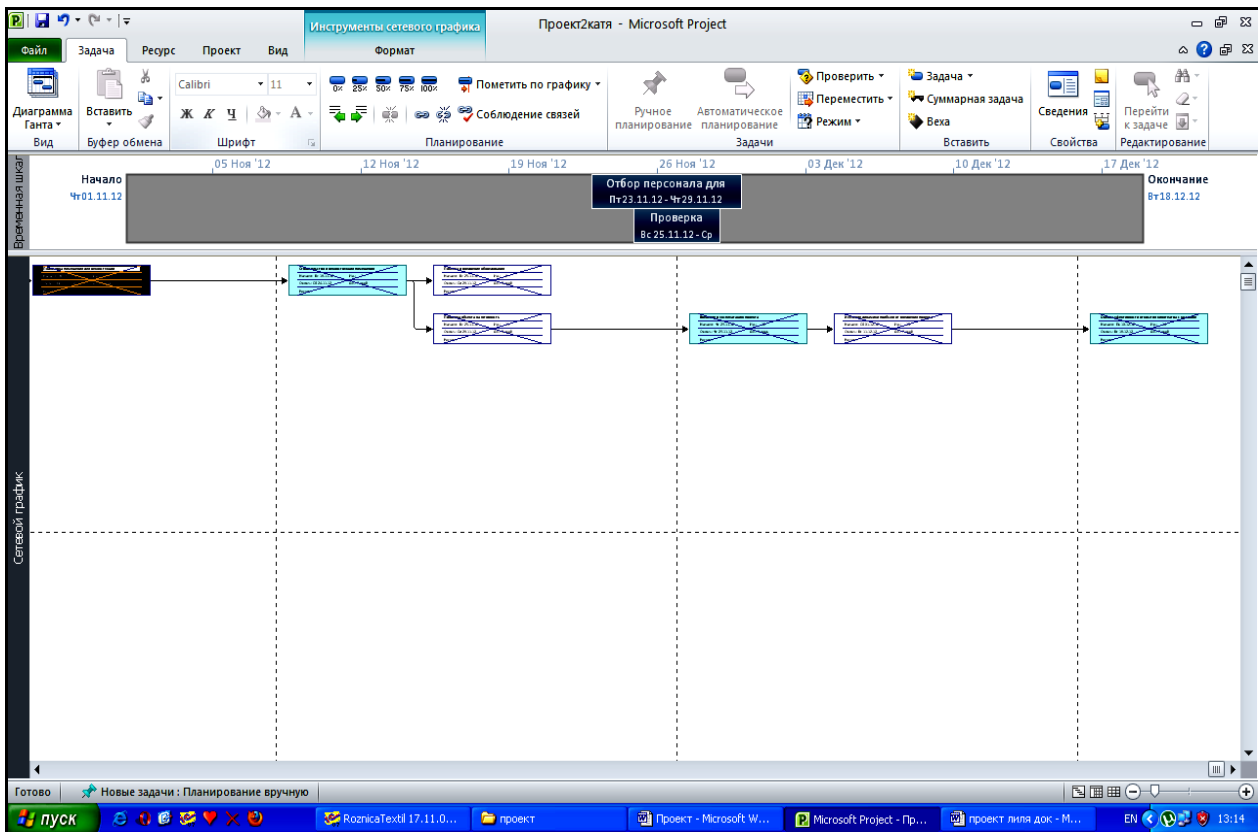 Инструменты сетевого графика
Проект2катя - Microsoft Project
Файл Задача Ресурс Проект Вид Формат
Диаграмма Ганта
Вид
Вставить
Буфер обмена
Calibri 11
Ж К Ч А
Шрифт
0% 25% 50% 75% 100%
Пометить по графику
Соблюдение связей
Планирование
Ручное планирование
Автоматическое планирование
Проверить
Переместить
Режим
Задачи
Задача
Суммарная задача
Веха
Вставить
Сведения
Свойства
Перейти к задаче
Редактирование
Временная шкал
05 Ноя '12 12 Ноя '12 19 Ноя '12 26 Ноя '12 03 Дек '12 10 Дек '12 17 Дек '12
Начало
Чт01.11.12
Отбор персонала для
Пт23.11.12 - Чт29.11.12
Проверка
Вс 25.11.12 - Ср
Окончание
Вт18.12.12
Сетевой график
Готово Новые задачи : Планирование вручную
пуск RoznicaTextil 17.11.0... проект Проект - Microsoft W... Microsoft Project - Пр... проект лиля док - М... EN 13:14